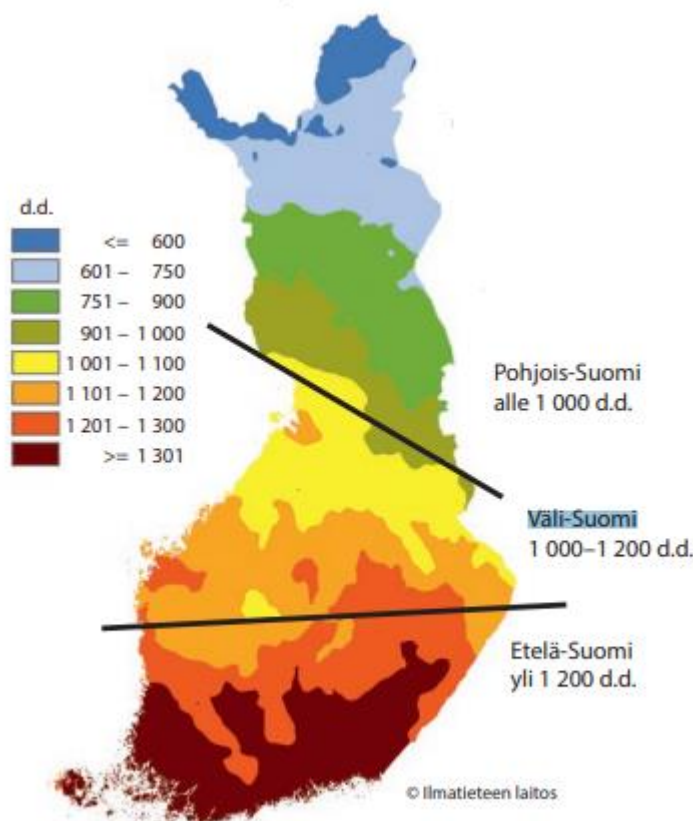 d.d.
<= 600
601 – 750
751 – 900
901 – 1 000
1 001 – 1 100
1 101 – 1 200
1 201 – 1 300
>= 1 301
Pohjois-Suomi
alle 1 000 d.d.
Väli-Suomi
1 000–1 200 d.d.
Etelä-Suomi
yli 1 200 d.d.
© Ilmatieteen laitos